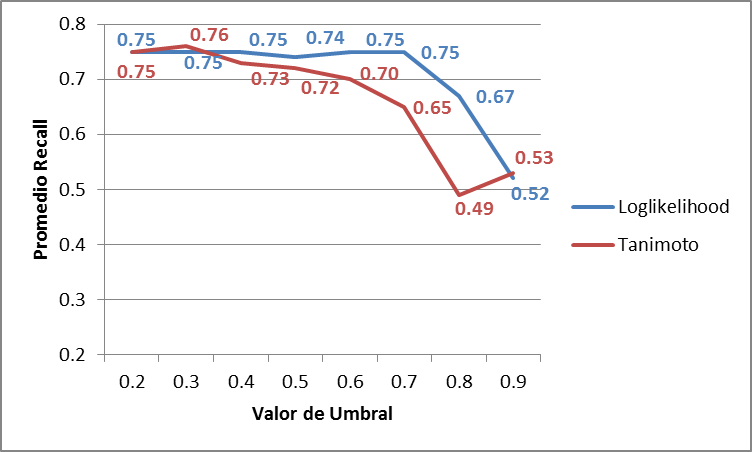 0.8
0.7
0.6
0.5
0.4
0.3
0.2
Promedio Recall
0.75 0.76 0.75 0.74 0.75 0.75
0.75 0.75 0.73 0.72 0.70 0.65 0.67
0.53
0.49 0.52
Loglikelihood
Tanimoto
0.2 0.3 0.4 0.5 0.6 0.7 0.8 0.9
Valor de Umbral